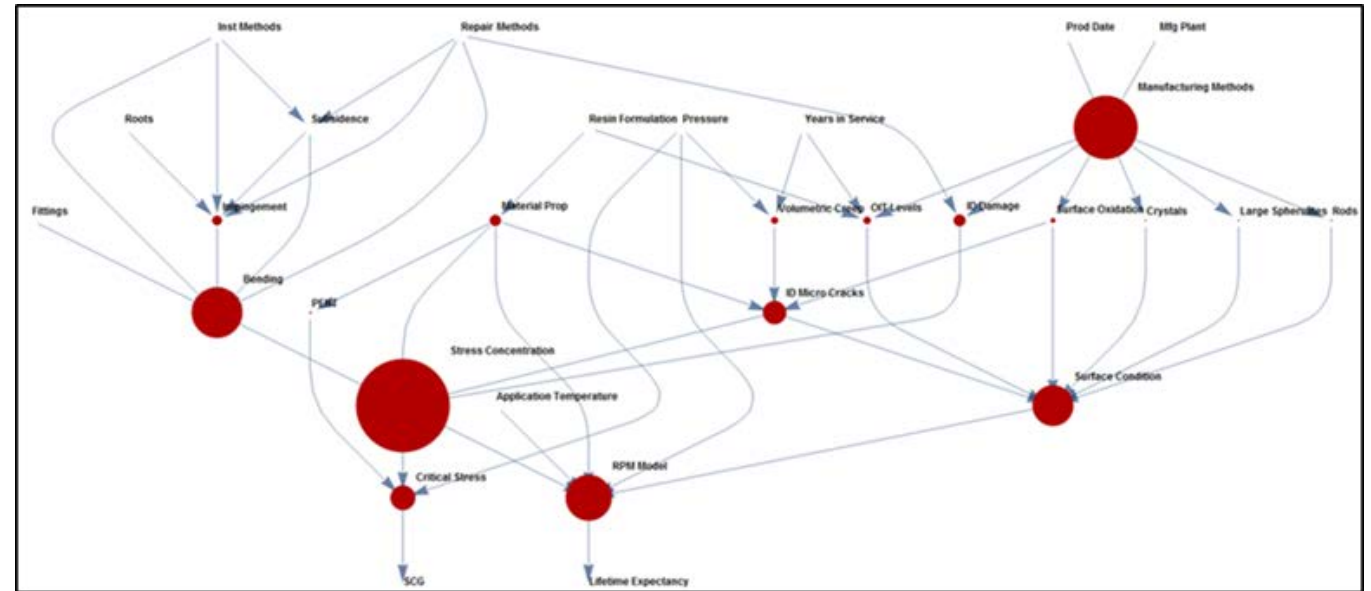 Inst Methods
Repair Methods
Prod Date
Mfg Plant
Manufacturing Methods
Roots
Subsidence
Resin Formulation
Pressure
Years in Service
Fittings
Impingement
Material Prop
Volumetric Creep
OIT Levels
ID Damage
Surface Oxidation
Crystals
Large Spherulites
Rods
Bending
PENT
ID Micro Cracks
Stress Concentration
Surface Condition
Application Temperature
RPM Model
Critical Stress
SCG
Lifetime Expectancy